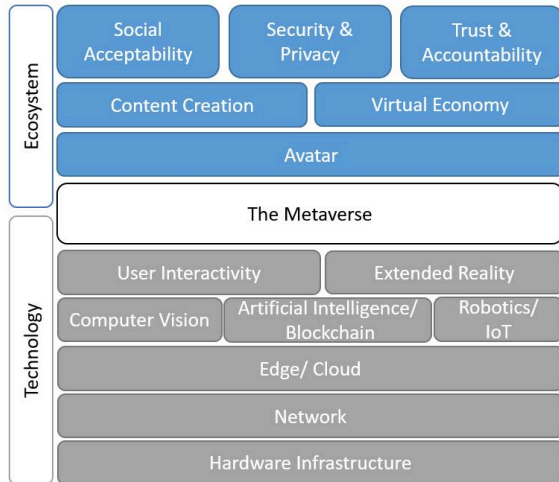 Ecosystem
Social
Acceptability
Security &
Privacy
Trust &
Accountability
Content Creation
Virtual Economy
Avatar
The Metaverse
Technology
User Interactivity
Extended Reality
Computer Vision
Artificial Intelligence/
Blockchain
Robotics/
IoT
Edge/ Cloud
Network
Hardware Infrastructure